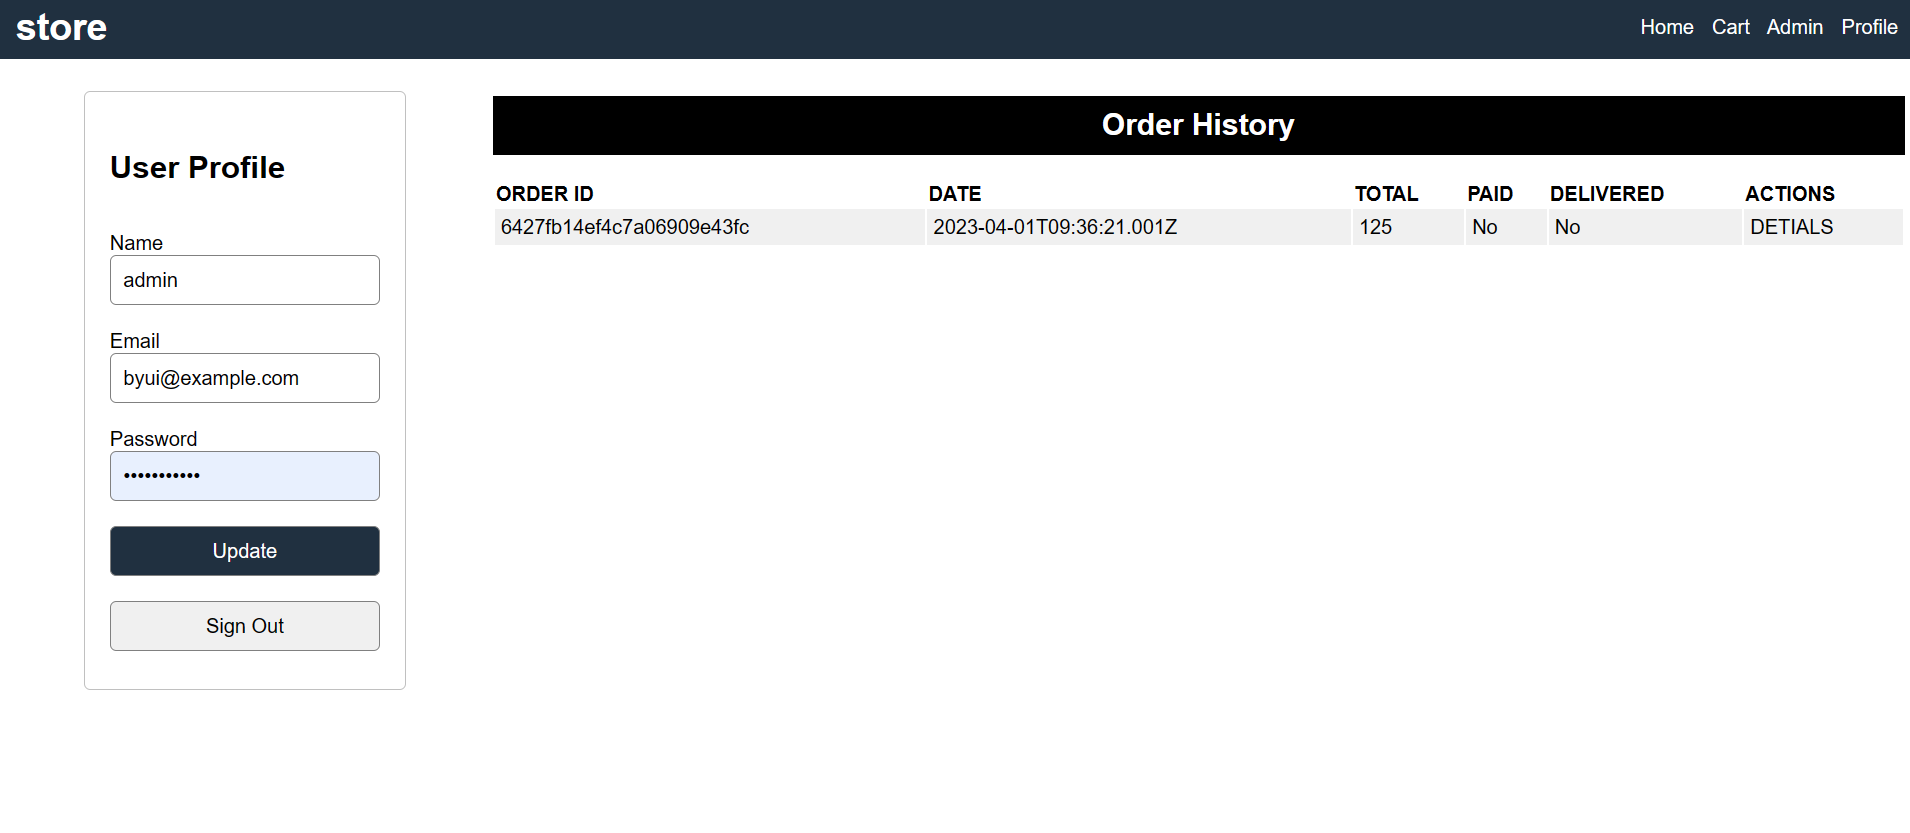 store
Home Cart Admin Profile
User Profile
Name
admin
Email
byui@example.com
Password
•••••••••••
Update
Sign Out
Order History
ORDER ID DATE TOTAL PAID DELIVERED ACTIONS
6427fb14ef4c7a06909e43fc 2023-04-01T09:36:21.001Z 125 No No DETIALS